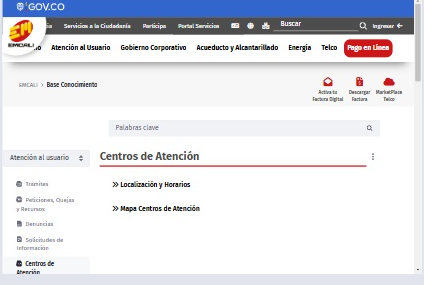 GOV.CO
Servicios a la Ciudadanía Participa Portal Servicios Buscar Ingresar
EMCALI
Atención al Usuario Gobierno Corporativo Acueducto y Alcantarillado Energía Telco Pago en Línea
EMCALI > Base Conocimiento
Activa tu Factura Digital
Descargar Factura
MarketPlace Telco
Palabras clave
Atención al usuario
Centros de Atención
Trámites
Peticiones, Quejas
y Recursos
Denuncias
Solicitudes de
Información
Centros de
Atención
» Localización y Horarios
» Mapa Centros de Atención